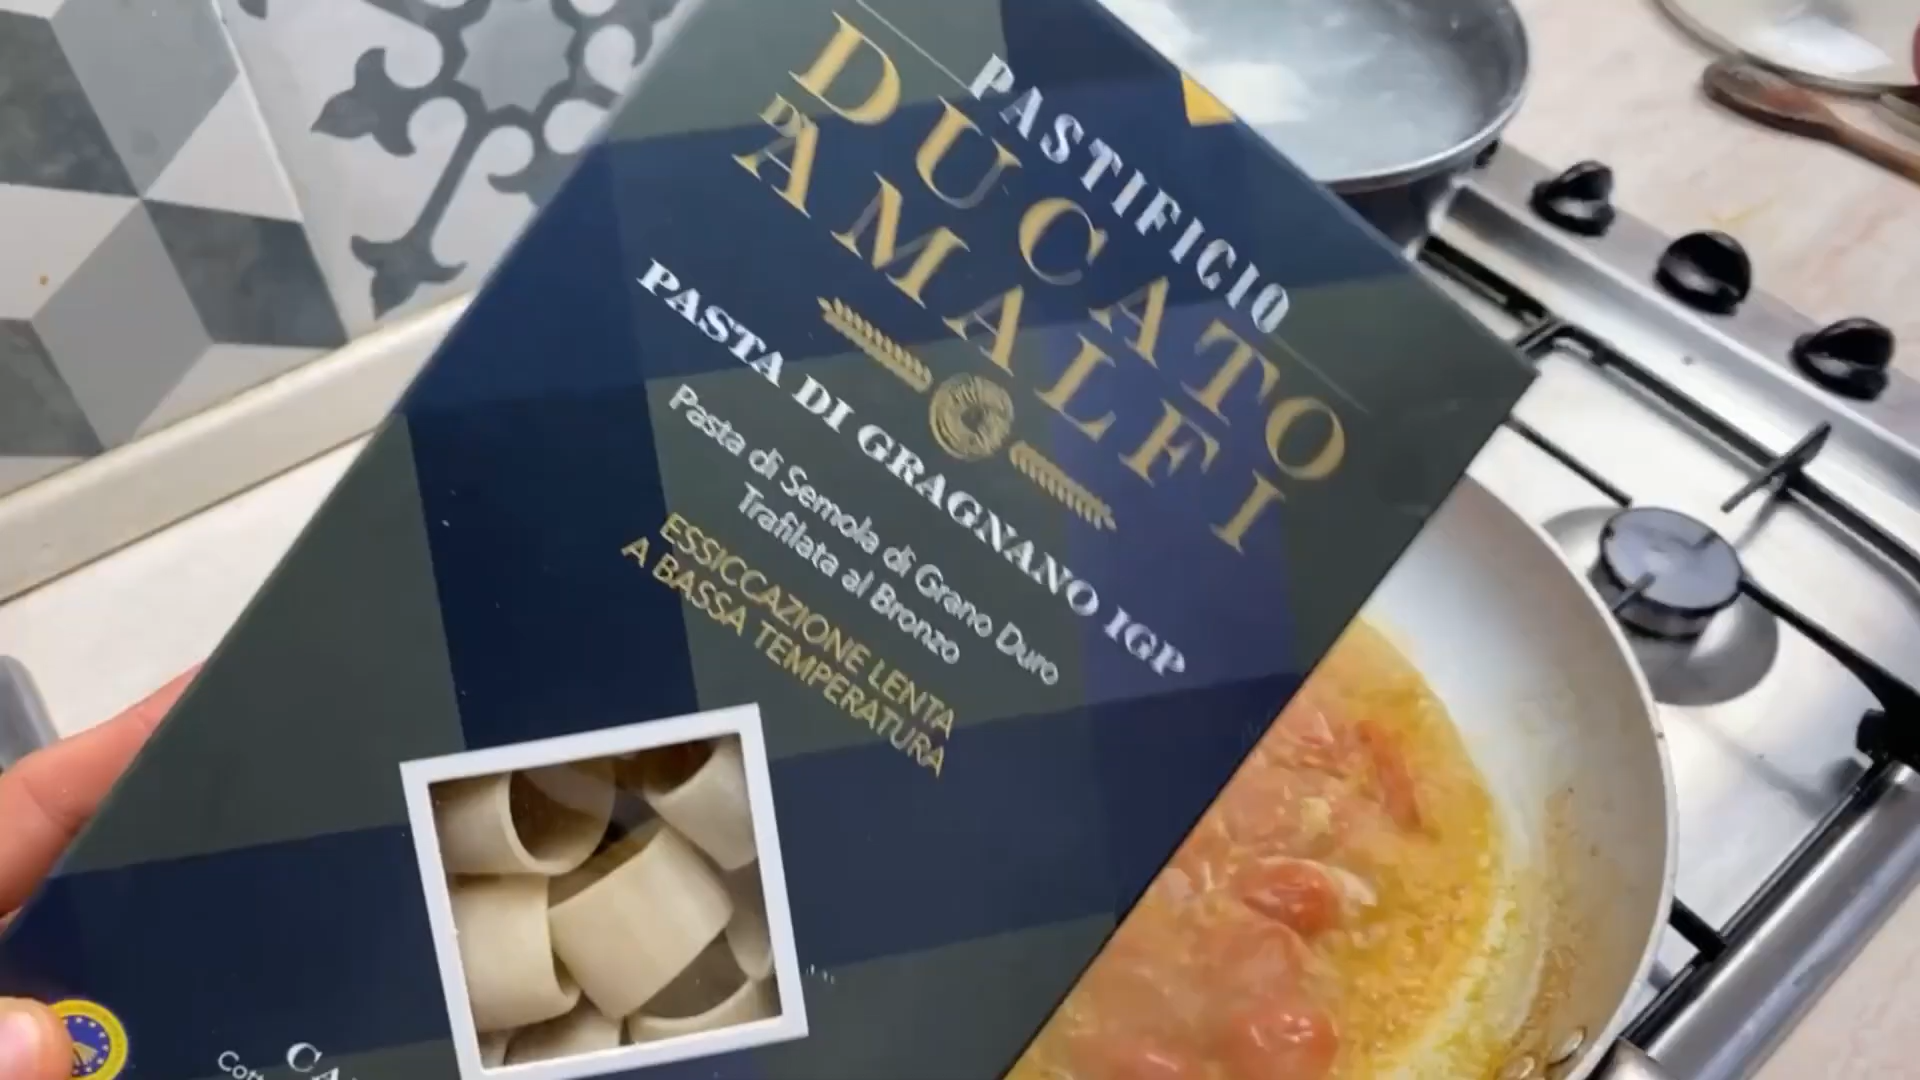 PASTIFICIO
DUCATO
D'AMALFI
PASTA DI GRAGNANO IGP
Pasta di Semola di Grano Duro
Trafilata al Bronzo
ESSICCAZIONE LENTA
A BASSA TEMPERATURA